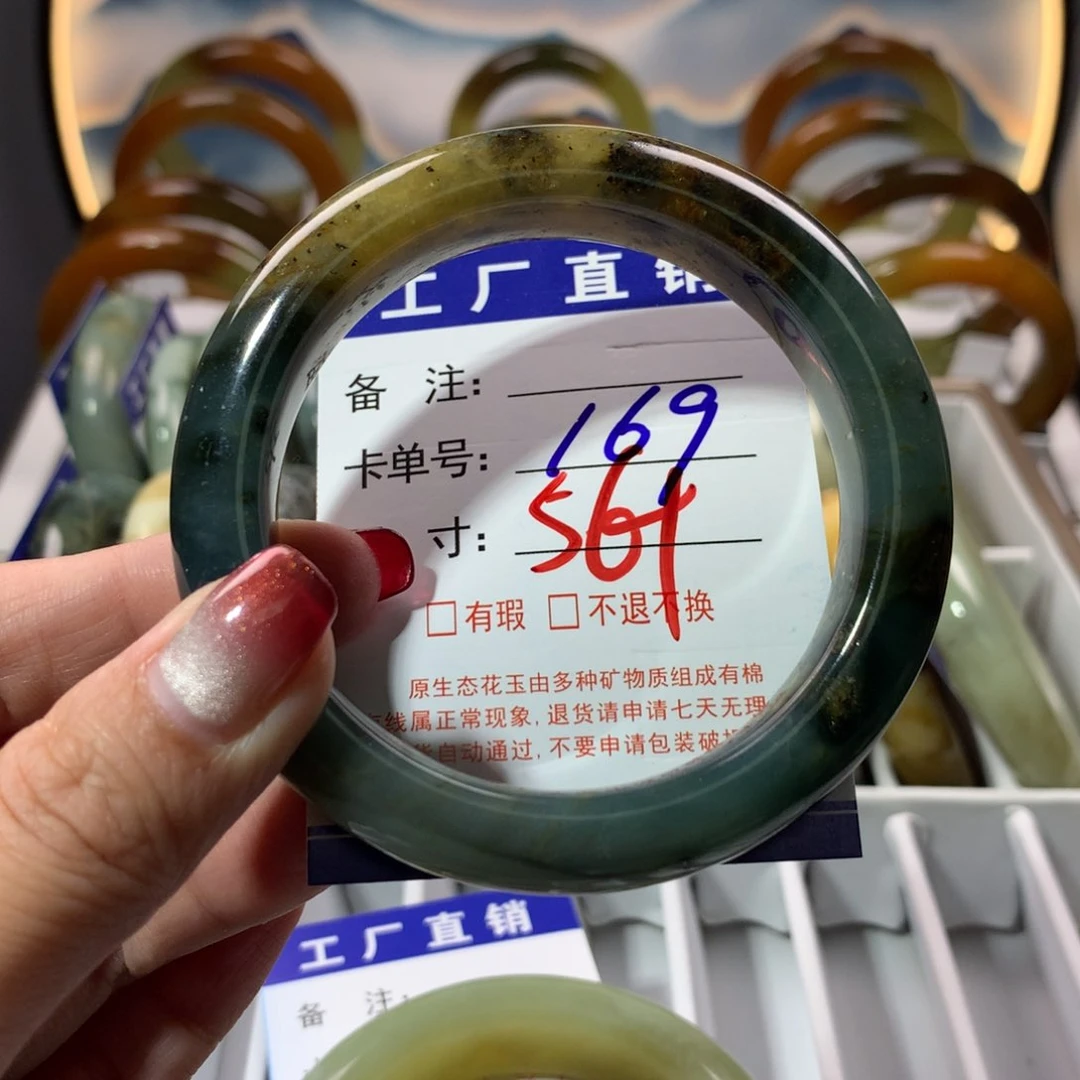 工厂直销
备 注:
卡单号: 169
寸: 564
□有瑕 □不退不换
原生态花玉由多种矿物质组成有棉
线属正常现象,退货请申请七天无理
自动通过,不要申请包装破
工厂直销
备 注: